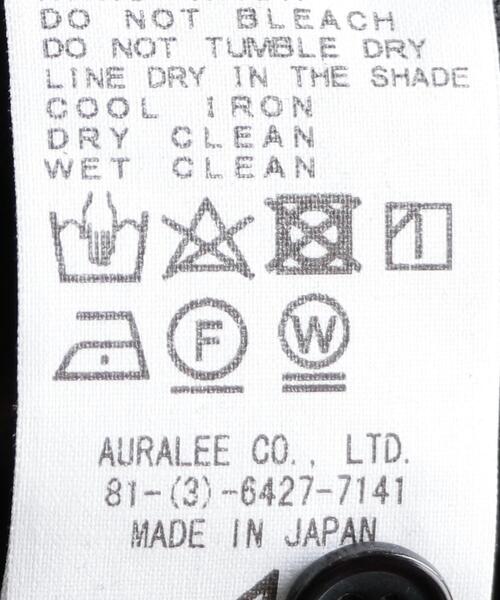 DO NOT BLEACH
DO NOT TUMBLE DRY
LINE DRY IN THE SHADE
COOL IRON
DRY CLEAN
WET CLEAN
F
W
AURALEE CO., LTD.
81-(3)-6427-7141
MADE IN JAPAN